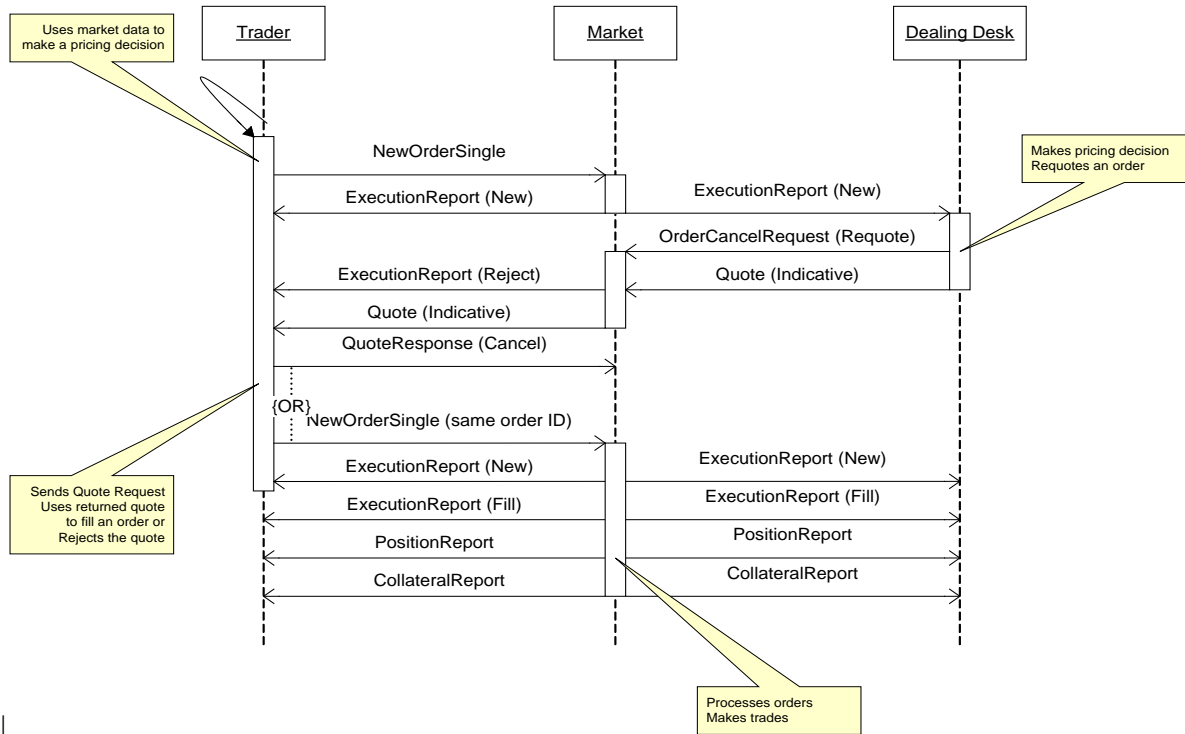 Uses market data to
make a pricing decision
Trader
Market
Dealing Desk
NewOrderSingle
Makes pricing decision
Requotes an order
ExecutionReport (New)
ExecutionReport (New)
OrderCancelRequest (Requote)
ExecutionReport (Reject)
Quote (Indicative)
Quote (Indicative)
QuoteResponse (Cancel)
{OR}
NewOrderSingle (same order ID)
ExecutionReport (New)
ExecutionReport (New)
Sends Quote Request
Uses returned quote
to fill an order or
Rejects the quote
ExecutionReport (Fill)
ExecutionReport (Fill)
PositionReport
PositionReport
CollateralReport
CollateralReport
Processes orders
Makes trades